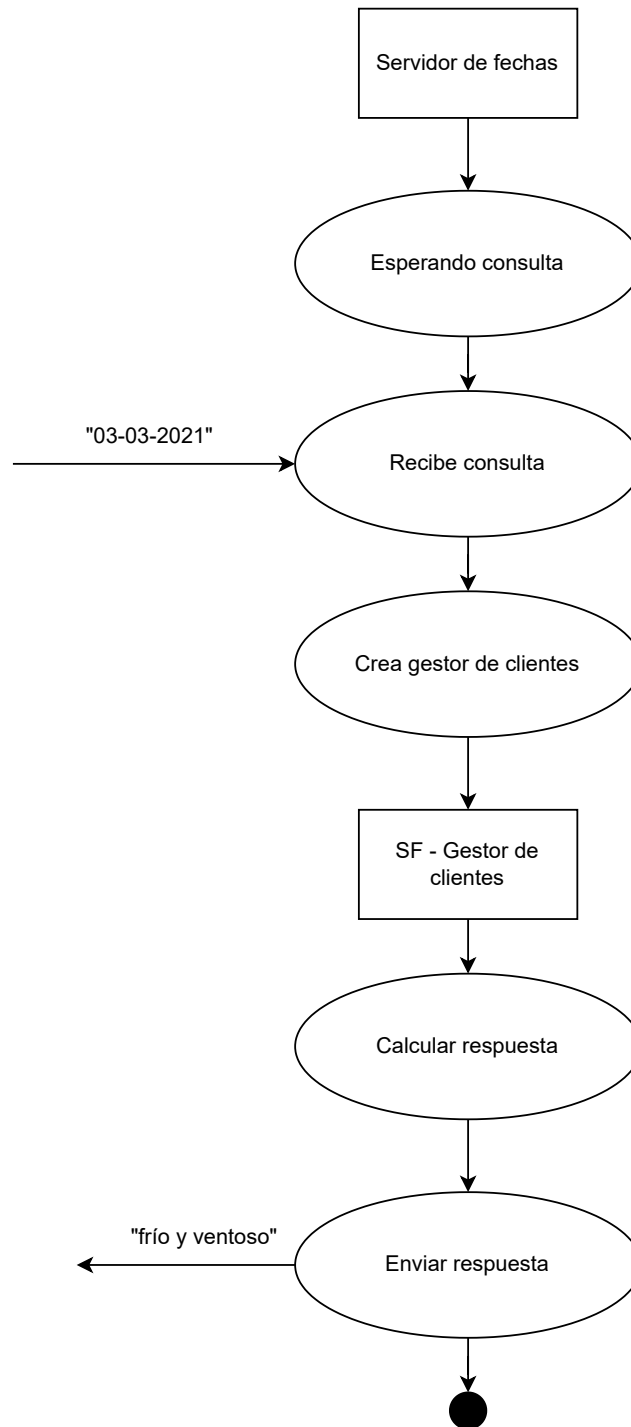 Servidor de fechas
Esperando consulta
"03-03-2021"
Recibe consulta
Crea gestor de clientes
SF - Gestor de
clientes
Calcular respuesta
"frío y ventoso"
Enviar respuesta